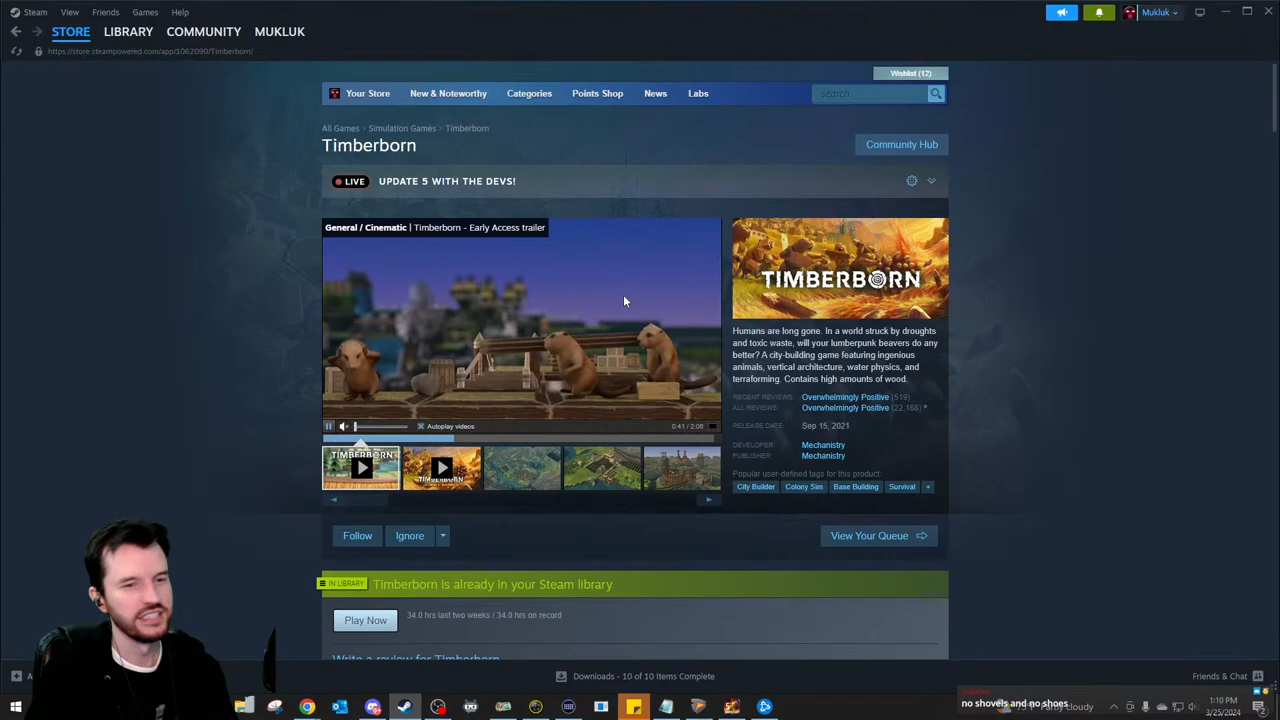 Steam View Friends Games Help
Mukluk
STORE LIBRARY COMMUNITY MUKLUK
https://store.steampowered.com/app/1062090/Timberborn/
Wishlist (12)
Your Store New & Noteworthy Categories Points Shop News Labs
search
All Games > Simulation Games > Timberborn
Timberborn
Community Hub
LIVE UPDATE 5 WITH THE DEVS!
General / Cinematic | Timberborn - Early Access trailer
TIMBERBORN
Humans are long gone. In a world struck by droughts
and toxic waste, will your lumberpunk beavers do any
better? A city-building game featuring ingenious
animals, vertical architecture, water physics, and
terraforming. Contains high amounts of wood.
RECENT REVIEWS: Overwhelmingly Positive (519)
ALL REVIEWS: Overwhelmingly Positive (22,168) *
RELEASE DATE: Sep 15, 2021
DEVELOPER: Mechanistry
PUBLISHER: Mechanistry
Popular user-defined tags for this product:
City Builder Colony Sim Base Building Survival +
Autoplay videos 0:41 / 2:06
TIMBERBORN
Follow Ignore
View Your Queue
IN LIBRARY Timberborn is already in your Steam library
Play Now 34.0 hrs last two weeks / 34.0 hrs on record
Write a review for Timberborn
Downloads - 10 of 10 Items Complete
Friends & Chat
no shovels and no shoes
1:10 PM
3/25/2024